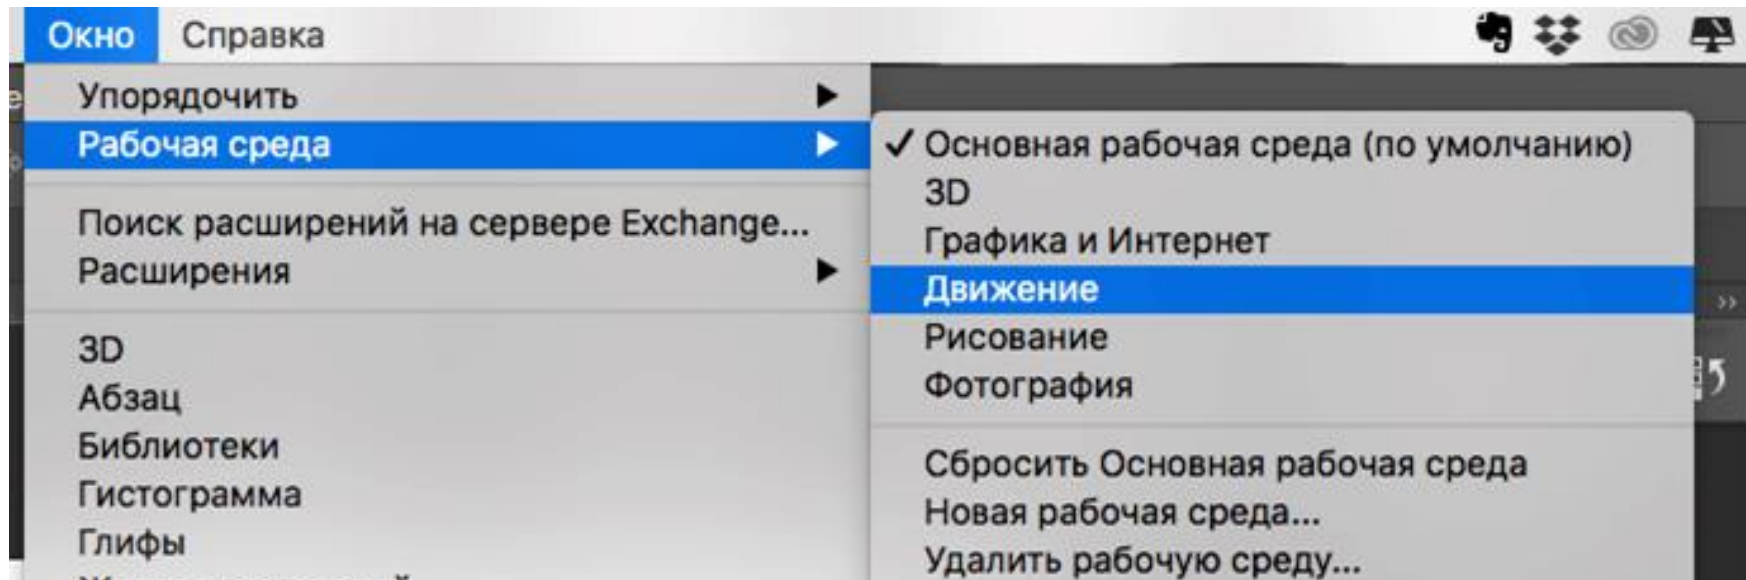 Окно Справка
Упорядочить
Рабочая среда
Поиск расширений на сервере Exchange...
Расширения
3D
Абзац
Библиотеки
Гистограмма
Глифы
Основная рабочая среда (по умолчанию)
3D
Графика и Интернет
Движение
Рисование
Фотография
Сбросить Основная рабочая среда
Новая рабочая среда...
Удалить рабочую среду...